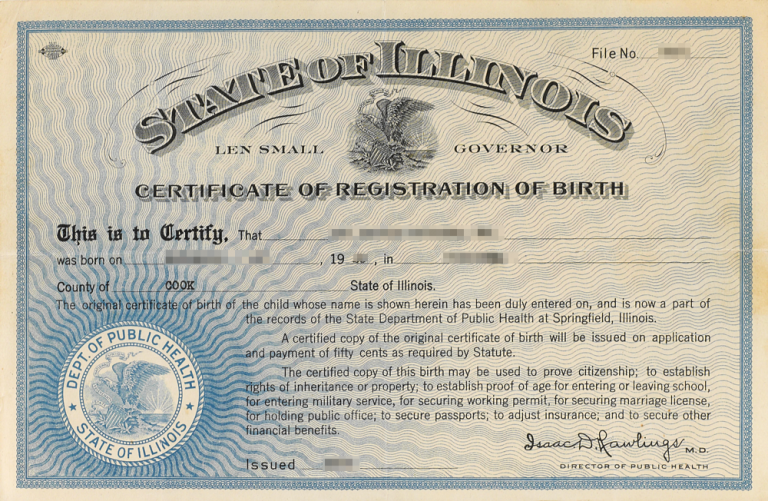 File No.
STATE OF ILLINOIS
LEN SMALL GOVERNOR
CERTIFICATE OF REGISTRATION OF BIRTH
This is to Certify, That
was born on , 19 , in
County of COOK State of Illinois.
The original certificate of birth of the child whose name is shown herein has been duly entered on, and is now a part of
the records of the State Department of Public Health at Springfield, Illinois.
A certified copy of the original certificate of birth will be issued on application
and payment of fifty cents as required by Statute.
The certified copy of this birth may be used to prove citizenship; to establish
rights of inheritance or property; to establish proof of age for entering or leaving school,
for entering military service, for securing working permit, for securing marriage license,
for holding public office; to secure passports; to adjust insurance; and to secure other
financial benefits.
DEPT. OF PUBLIC HEALTH
STATE OF ILLINOIS
Isaac D. Rawlings M.D.
Issued
DIRECTOR OF PUBLIC HEALTH